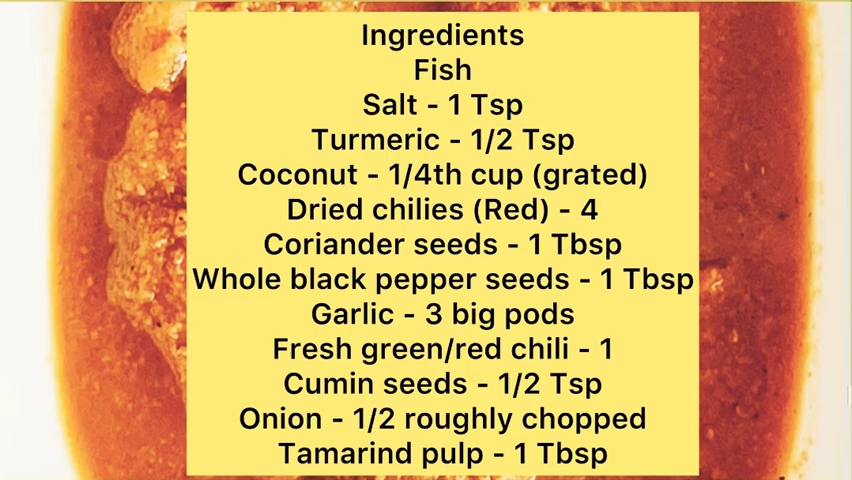 Ingredients
Fish
Salt - 1 Tsp
Turmeric - 1/2 Tsp
Coconut - 1/4th cup (grated)
Dried chilies (Red) - 4
Coriander seeds - 1 Tbsp
Whole black pepper seeds - 1 Tbsp
Garlic - 3 big pods
Fresh green/red chili - 1
Cumin seeds - 1/2 Tsp
Onion - 1/2 roughly chopped
Tamarind pulp - 1 Tbsp